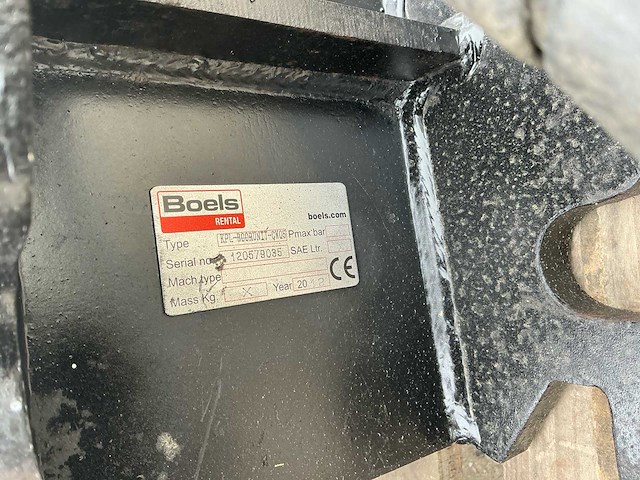 Boels
RENTAL
boels.com
Type Pmax bar
Serial no 120579035 SAE Ltr.
Mach.type CE
Mass Kg. X Year 20